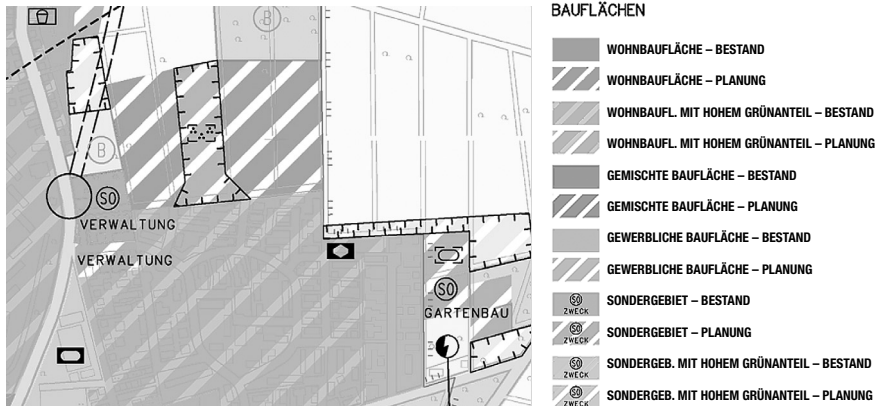 B
B
SO
VERWALTUNG
VERWALTUNG
SO
GARTENBAU
BAUFLÄCHEN
WOHNBAUFLÄCHE – BESTAND
WOHNBAUFLÄCHE – PLANUNG
WOHNBAUFL. MIT HOHEM GRÜNANTEIL – BESTAND
WOHNBAUFL. MIT HOHEM GRÜNANTEIL – PLANUNG
GEMISCHTE BAUFLÄCHE – BESTAND
GEMISCHTE BAUFLÄCHE – PLANUNG
GEWERBLICHE BAUFLÄCHE – BESTAND
GEWERBLICHE BAUFLÄCHE – PLANUNG
SO ZWECK SONDERGEBIET – BESTAND
SO ZWECK SONDERGEBIET – PLANUNG
SO ZWECK SONDERGEB. MIT HOHEM GRÜNANTEIL – BESTAND
SO ZWECK SONDERGEB. MIT HOHEM GRÜNANTEIL – PLANUNG